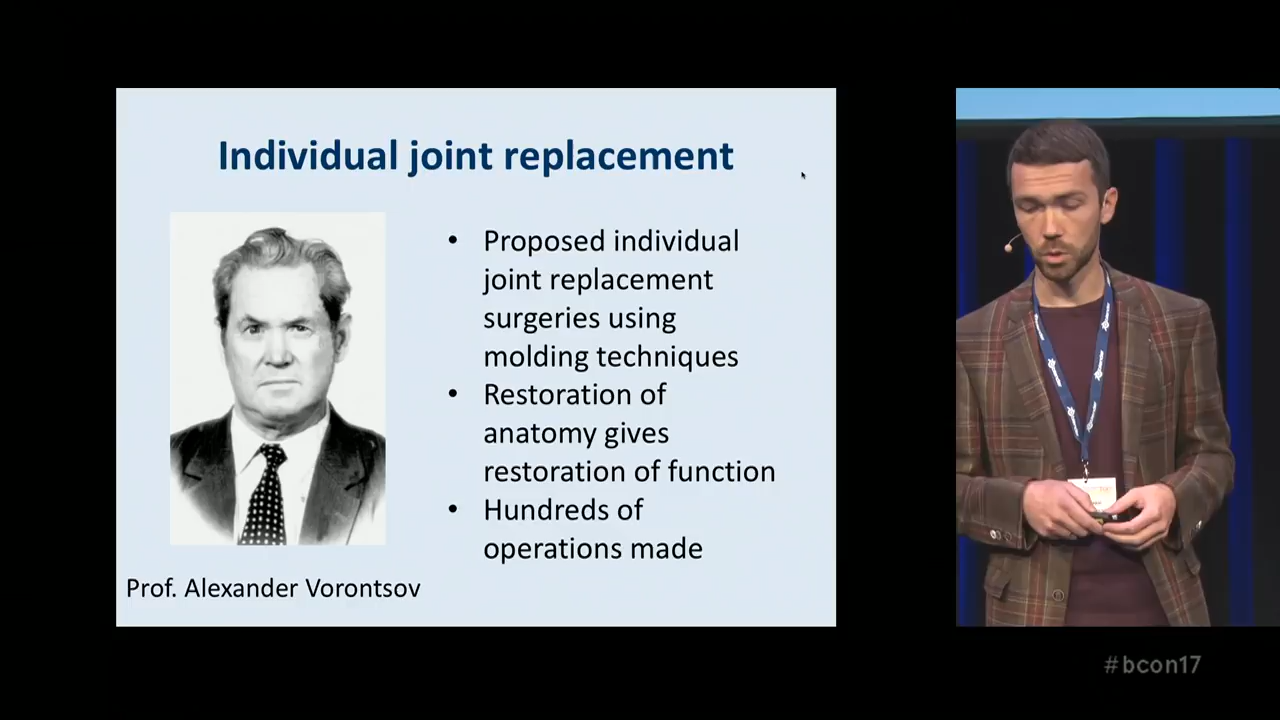 Individual joint replacement
• Proposed individual
joint replacement
surgeries using
molding techniques
• Restoration of
anatomy gives
restoration of function
• Hundreds of
operations made
Prof. Alexander Vorontsov
#bcon17